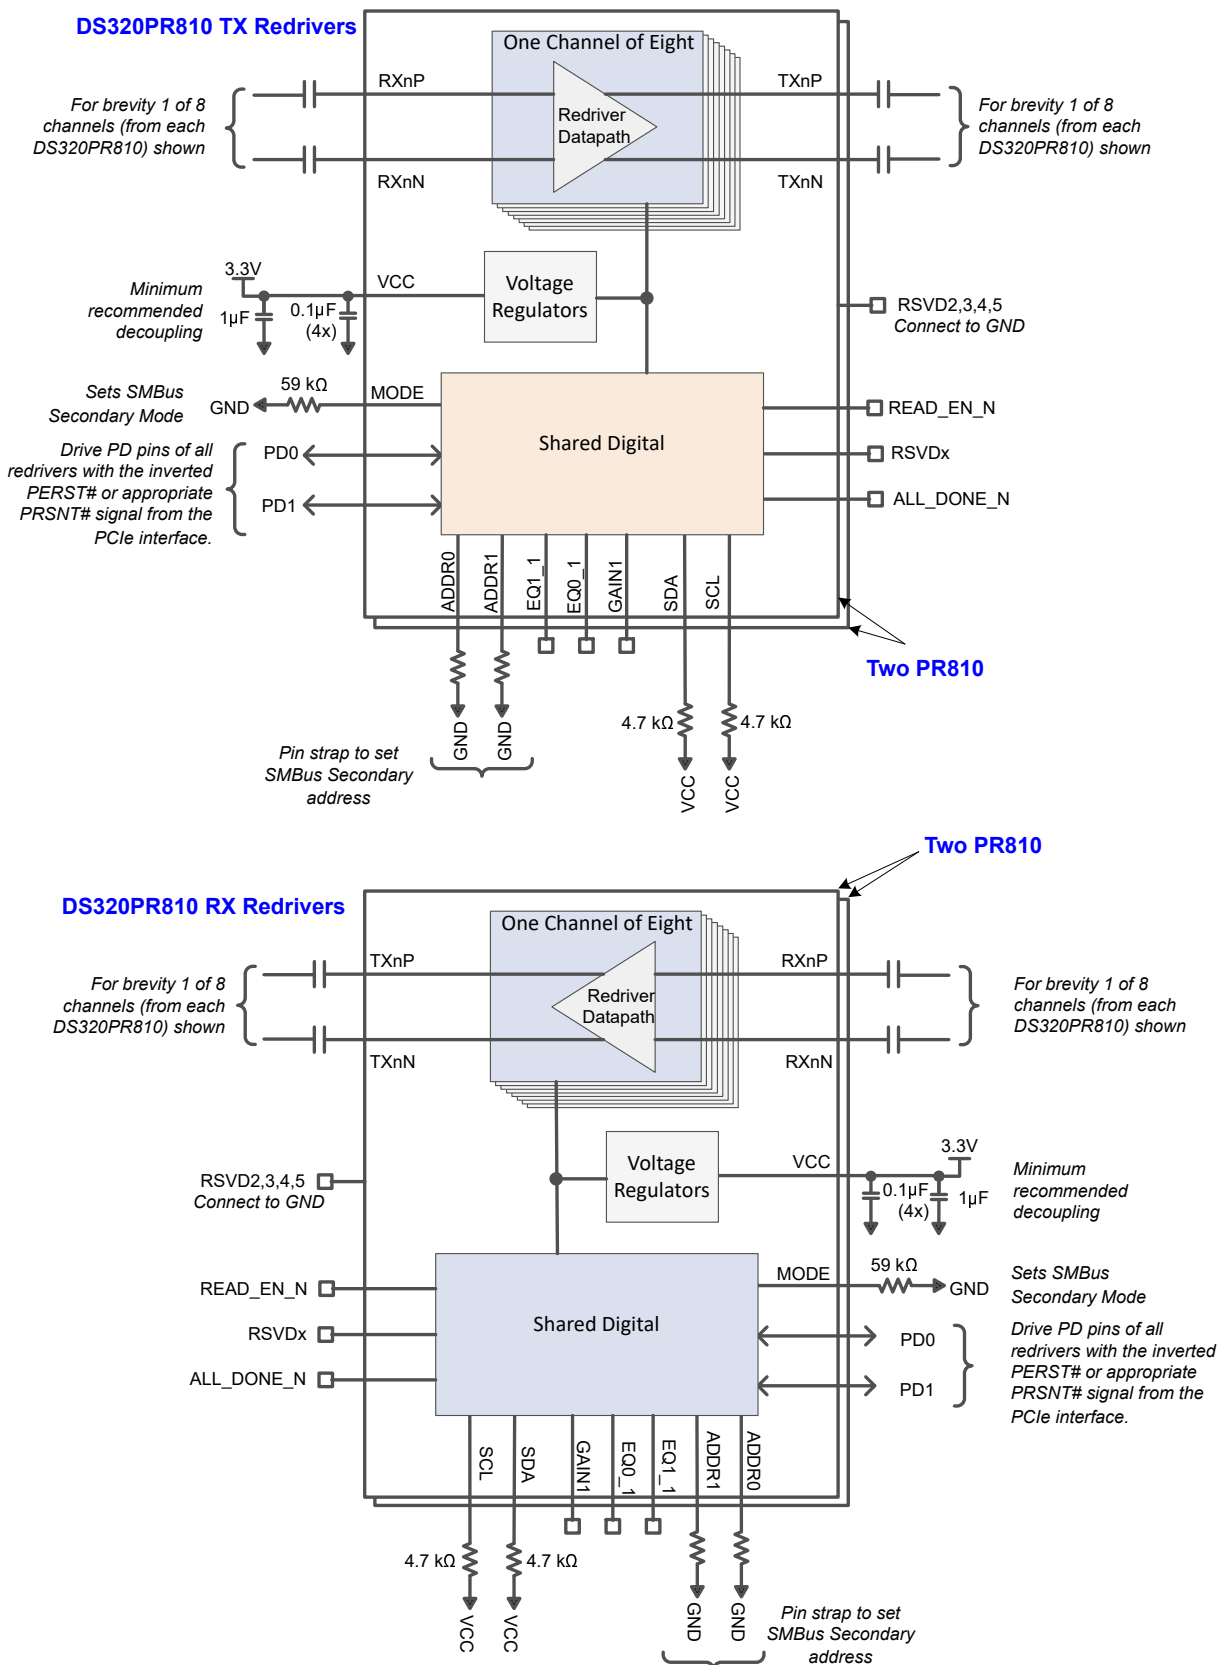 DS320PR810 TX Redrivers
One Channel of Eight
RXnP
TXnP
For brevity 1 of 8
channels (from each
DS320PR810) shown
Redriver
Datapath
For brevity 1 of 8
channels (from each
DS320PR810) shown
RXnN
TXnN
3.3V
VCC
Minimum
recommended
decoupling
1µF
0.1µF
(4x)
Voltage
Regulators
RSVD2,3,4,5
Connect to GND
Sets SMBus
Secondary Mode
GND
59 kΩ
MODE
READ_EN_N
Drive PD pins of all
redrivers with the inverted
PERST# or appropriate
PRSNT# signal from the
PCIe interface.
PD0
PD1
Shared Digital
RSVDx
ALL_DONE_N
ADDR0
ADDR1
EQ1_1
EQ0_1
GAIN1
SDA
SCL
Two PR810
4.7 kΩ
4.7 kΩ
GND
GND
VCC
VCC
Pin strap to set
SMBus Secondary
address
Two PR810
DS320PR810 RX Redrivers
One Channel of Eight
TXnP
RXnP
For brevity 1 of 8
channels (from each
DS320PR810) shown
Redriver
Datapath
For brevity 1 of 8
channels (from each
DS320PR810) shown
TXnN
RXnN
RSVD2,3,4,5
Connect to GND
Voltage
Regulators
VCC
3.3V
0.1µF
(4x)
1µF
Minimum
recommended
decoupling
READ_EN_N
RSVDx
ALL_DONE_N
Shared Digital
MODE
59 kΩ
GND
Sets SMBus
Secondary Mode
PD0
PD1
Drive PD pins of all
redrivers with the inverted
PERST# or appropriate
PRSNT# signal from the
PCIe interface.
SCL
SDA
GAIN1
EQ0_1
EQ1_1
ADDR1
ADDR0
4.7 kΩ
4.7 kΩ
VCC
VCC
GND
GND
Pin strap to set
SMBus Secondary
address